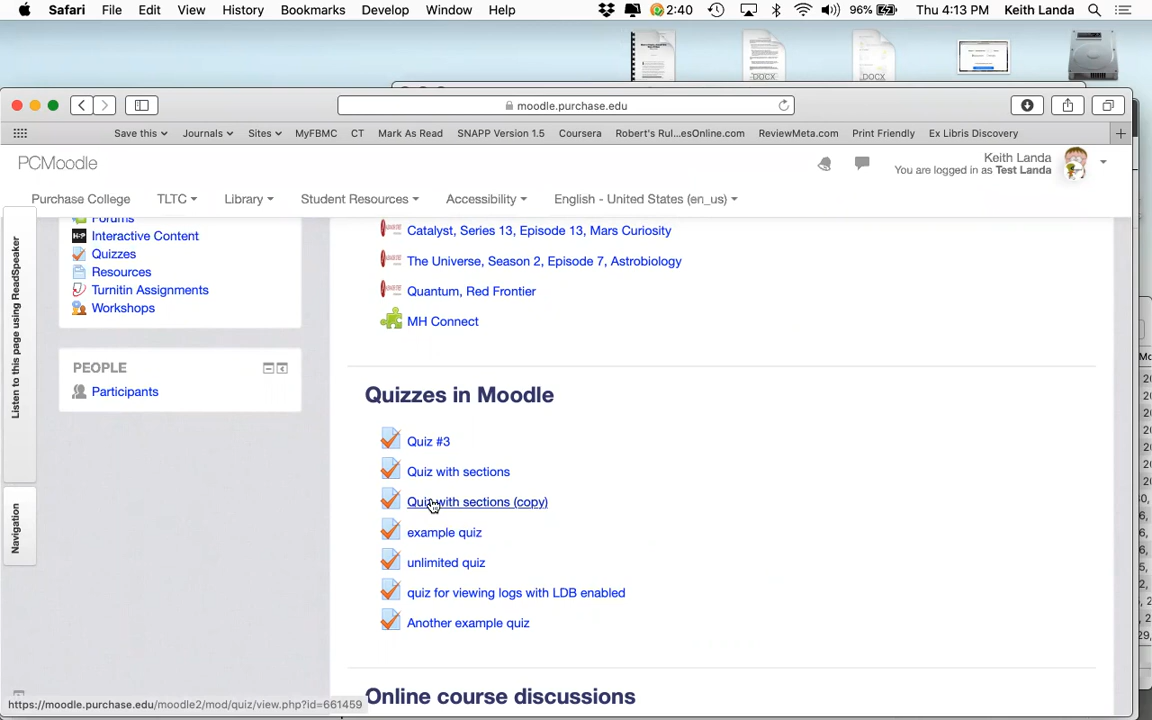 Safari File Edit View History Bookmarks Develop Window Help 2:40 96% Thu 4:13 PM Keith Landa
DOCX .DOCX
moodle.purchase.edu
Save this Journals Sites MyFBMC CT Mark As Read SNAPP Version 1.5 Coursera Robert's Rul...esOnline.com ReviewMeta.com Print Friendly Ex Libris Discovery
PCMoodle
Keith Landa
You are logged in as Test Landa
Purchase College TLTC Library Student Resources Accessibility English - United States (en_us)
Listen to this page using ReadSpeaker
Navigation
Forums
Interactive Content
Quizzes
Resources
Turnitin Assignments
Workshops
PEOPLE
Participants
Catalyst, Series 13, Episode 13, Mars Curiosity
The Universe, Season 2, Episode 7, Astrobiology
Quantum, Red Frontier
MH Connect
Quizzes in Moodle
Quiz #3
Quiz with sections
Quiz with sections (copy)
example quiz
unlimited quiz
quiz for viewing logs with LDB enabled
Another example quiz
Online course discussions
https://moodle.purchase.edu/moodle2/mod/quiz/view.php?id=661459